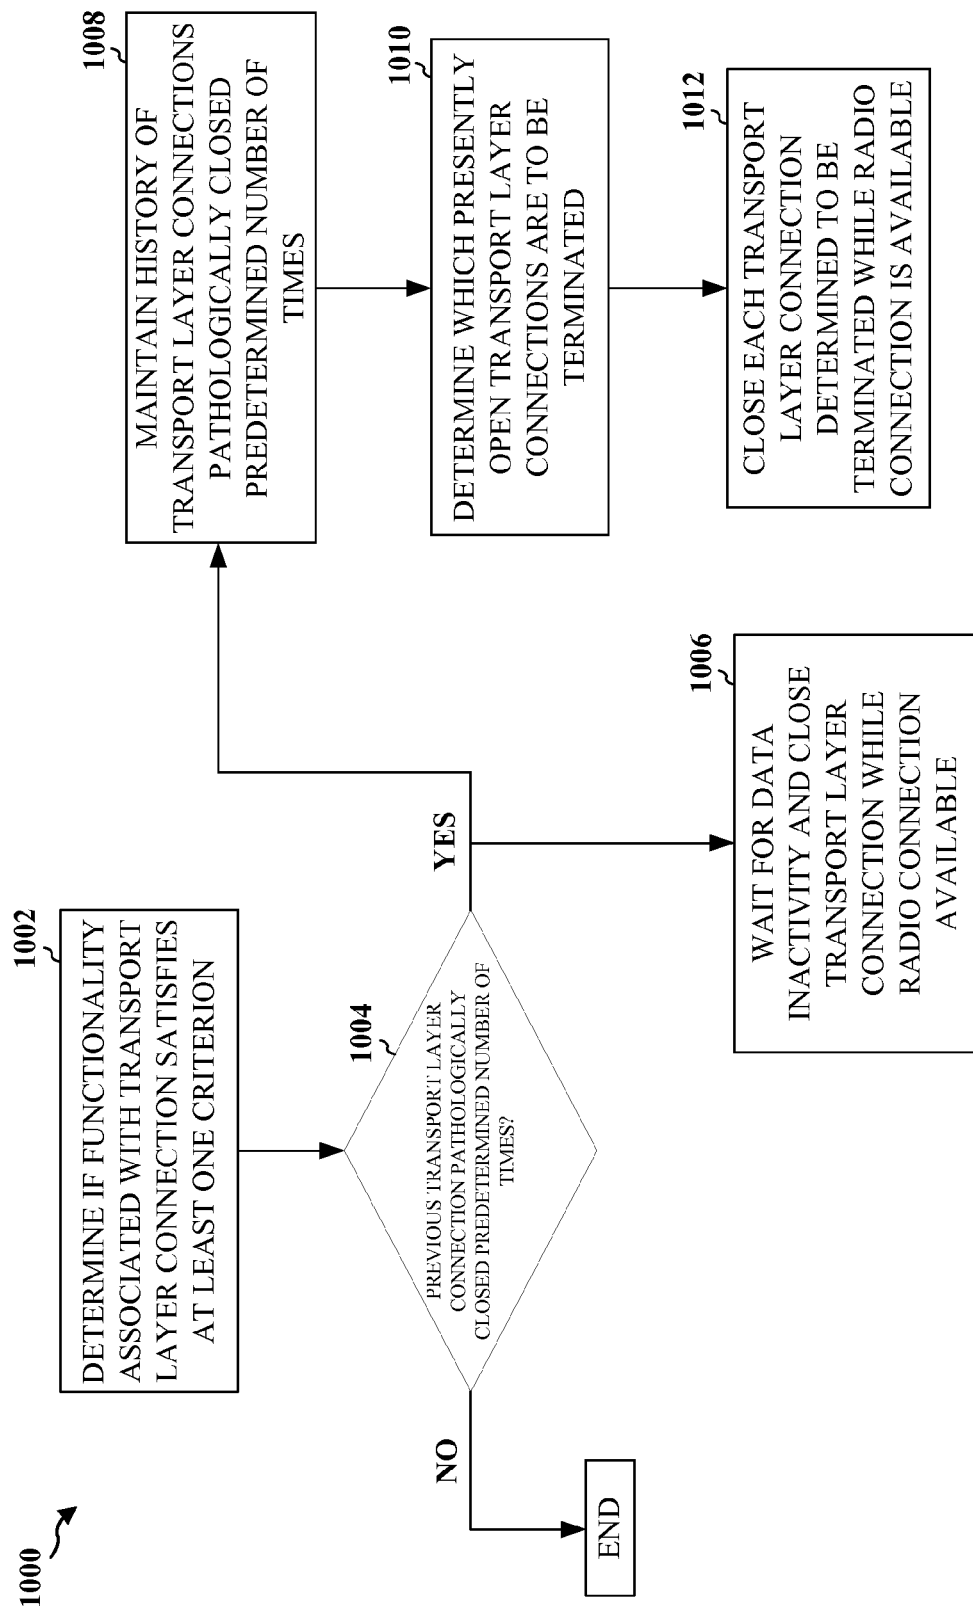 1000
1002
DETERMINE IF FUNCTIONALITY
ASSOCIATED WITH TRANSPORT
LAYER CONNECTION SATISFIES
AT LEAST ONE CRITERION
1004
PREVIOUS TRANSPORT LAYER
CONNECTION PATHOLOGICALLY
CLOSED PREDETERMINED NUMBER OF
TIMES?
NO
END
YES
1006
WAIT FOR DATA
INACTIVITY AND CLOSE
TRANSPORT LAYER
CONNECTION WHILE
RADIO CONNECTION
AVAILABLE
1008
MAINTAIN HISTORY OF
TRANSPORT LAYER CONNECTIONS
PATHOLOGICALLY CLOSED
PREDETERMINED NUMBER OF
TIMES
1010
DETERMINE WHICH PRESENTLY
OPEN TRANSPORT LAYER
CONNECTIONS ARE TO BE
TERMINATED
1012
CLOSE EACH TRANSPORT
LAYER CONNECTION
DETERMINED TO BE
TERMINATED WHILE RADIO
CONNECTION IS AVAILABLE